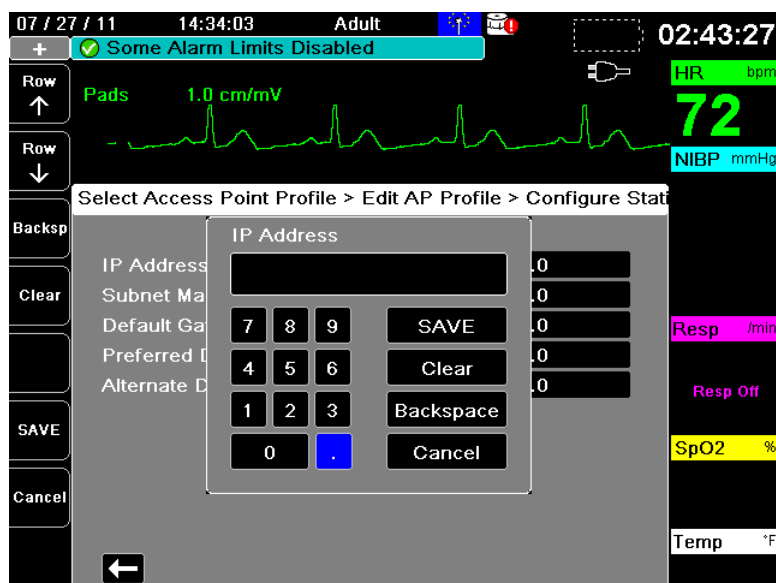 07 / 27 / 11 14:34:03 Adult
02:43:27
+ Some Alarm Limits Disabled
HR bpm
72
Row
Pads 1.0 cm/mV
Row
NIBP mmHg
Select Access Point Profile > Edit AP Profile > Configure Stati
Backsp
IP Address
IP Address .0
Clear
Subnet Ma .0
Default Ga 7 8 9 SAVE .0
Resp /min
Preferred D 4 5 6 Clear .0
Alternate D .0
Resp Off
1 2 3 Backspace
SAVE
0 . Cancel
SpO2 %
Cancel
Temp °F